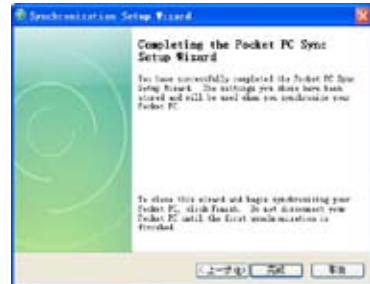 Synchronization Setup Wizard
Completing the Pocket PC Sync
Setup Wizard
You have successfully completed the Pocket PC Sync
Setup Wizard. The settings you chose have been
stored and will be used when you synchronize your
Pocket PC.
To close this wizard and begin synchronizing your
Pocket PC, click Finish. Do not disconnect your
Pocket PC until the first synchronization is
finished.
<上一步(B) 完成 取消